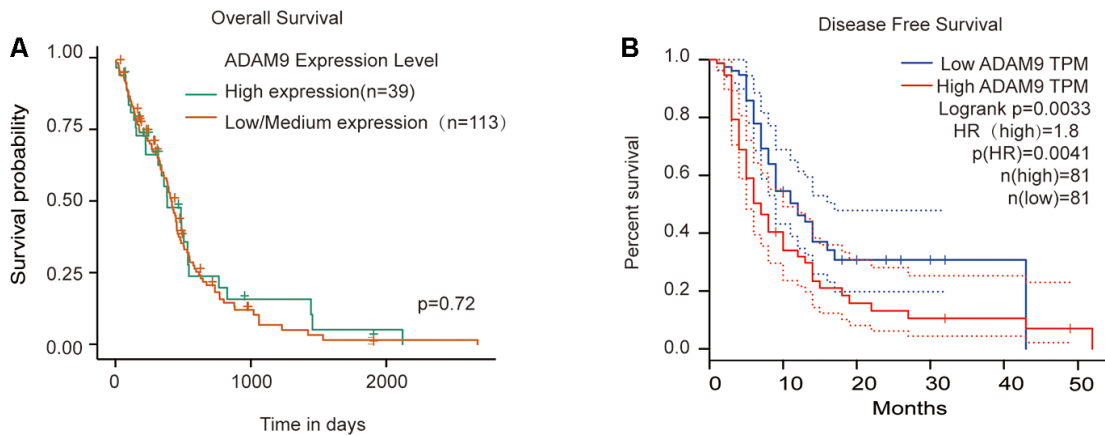 Overall Survival
A
ADAM9 Expression Level
High expression(n=39)
Low/Medium expression（n=113）
Survival probability
1.00
0.75
0.50
0.25
0.00
p=0.72
0
1000
2000
Time in days
Disease Free Survival
B
Low ADAM9 TPM
High ADAM9 TPM
Logrank p=0.0033
HR（high)=1.8
p(HR)=0.0041
n(high)=81
n(low)=81
Percent survival
1.0
0.8
0.6
0.4
0.2
0.0
0
10
20
30
40
50
Months